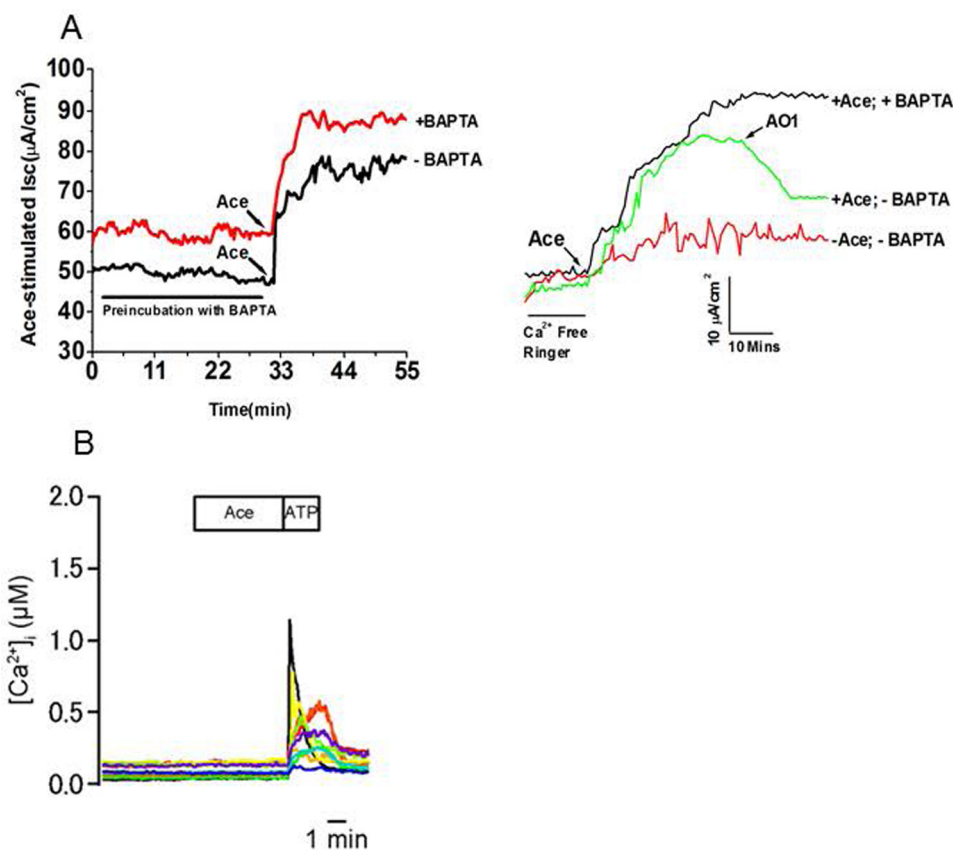 A
Ace-stimulated Isc(µA/cm²)
100
90
80
70
60
50
40
30
0
11
22
33
44
55
Time(min)
+BAPTA
- BAPTA
Ace
Ace
Preincubation with BAPTA
+Ace; + BAPTA
AO1
+Ace; - BAPTA
-Ace; - BAPTA
Ace
Ca²⁺ Free
Ringer
10 µA/cm²
10 Mins
B
[Ca²⁺]ᵢ (µM)
2.0
1.5
1.0
0.5
0.0
Ace
ATP
1 min